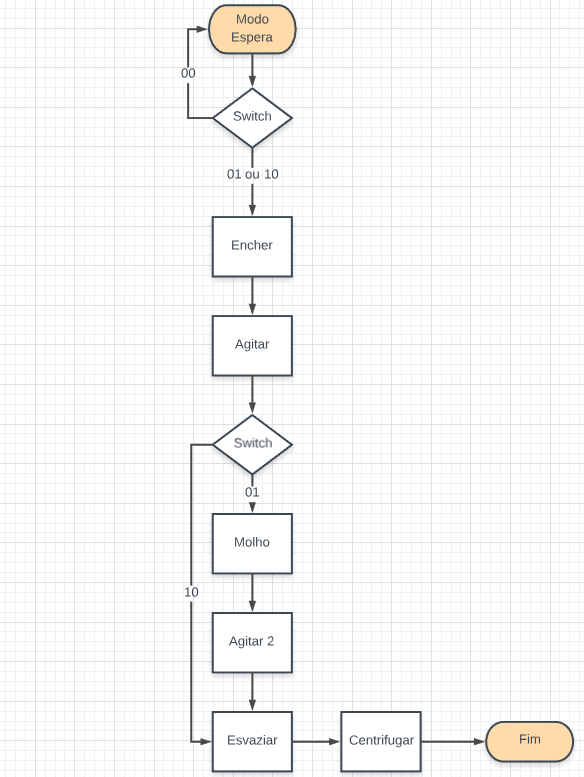 Modo
Espera
00
Switch
01 ou 10
Encher
Agitar
Switch
01
Molho
10
Agitar 2
Esvaziar
Centrifugar
Fim